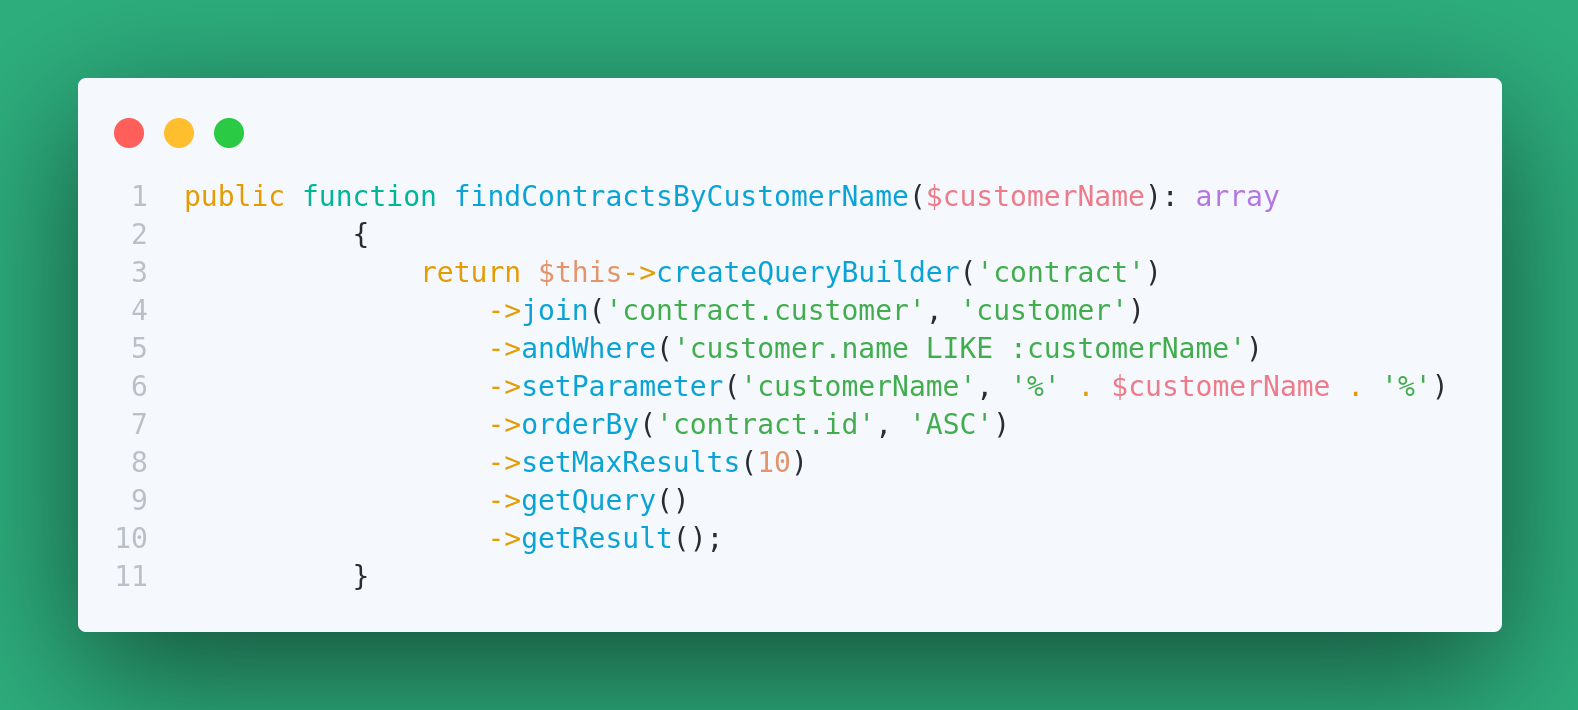 1 public function findContractsByCustomerName($customerName): array
2 {
3 return $this->createQueryBuilder('contract')
4 ->join('contract.customer', 'customer')
5 ->andWhere('customer.name LIKE :customerName')
6 ->setParameter('customerName', '%' . $customerName . '%')
7 ->orderBy('contract.id', 'ASC')
8 ->setMaxResults(10)
9 ->getQuery()
10 ->getResult();
11 }